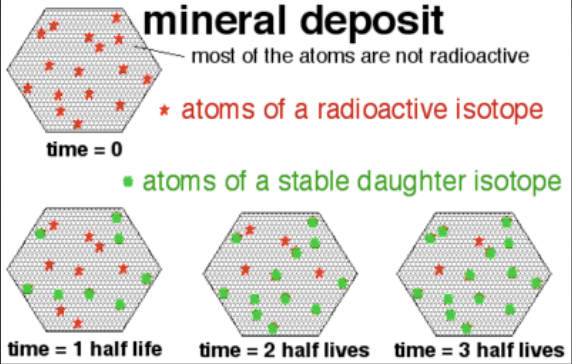 mineral deposit
most of the atoms are not radioactive
atoms of a radioactive isotope
time = 0
atoms of a stable daughter isotope
time = 1 half life
time = 2 half lives
time = 3 half lives